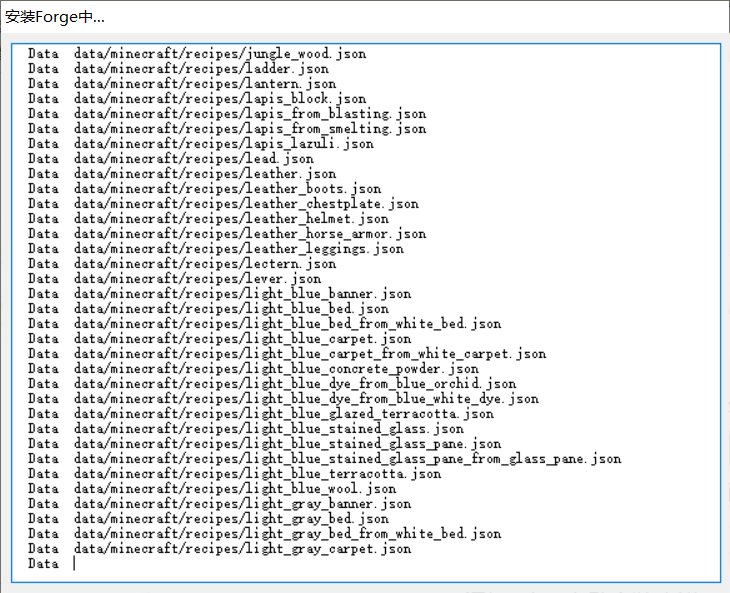 安装Forge中...
Data data/minecraft/recipes/jungle_wood.json
Data data/minecraft/recipes/ladder.json
Data data/minecraft/recipes/lantern.json
Data data/minecraft/recipes/lapis_block.json
Data data/minecraft/recipes/lapis_from_blasting.json
Data data/minecraft/recipes/lapis_from_smelting.json
Data data/minecraft/recipes/lapis_lazuli.json
Data data/minecraft/recipes/lead.json
Data data/minecraft/recipes/leather.json
Data data/minecraft/recipes/leather_boots.json
Data data/minecraft/recipes/leather_chestplate.json
Data data/minecraft/recipes/leather_helmet.json
Data data/minecraft/recipes/leather_horse_armor.json
Data data/minecraft/recipes/leather_leggings.json
Data data/minecraft/recipes/lectern.json
Data data/minecraft/recipes/lever.json
Data data/minecraft/recipes/light_blue_banner.json
Data data/minecraft/recipes/light_blue_bed.json
Data data/minecraft/recipes/light_blue_bed_from_white_bed.json
Data data/minecraft/recipes/light_blue_carpet.json
Data data/minecraft/recipes/light_blue_carpet_from_white_carpet.json
Data data/minecraft/recipes/light_blue_concrete_powder.json
Data data/minecraft/recipes/light_blue_dye_from_blue_orchid.json
Data data/minecraft/recipes/light_blue_dye_from_blue_white_dye.json
Data data/minecraft/recipes/light_blue_glazed_terracotta.json
Data data/minecraft/recipes/light_blue_stained_glass.json
Data data/minecraft/recipes/light_blue_stained_glass_pane.json
Data data/minecraft/recipes/light_blue_stained_glass_pane_from_glass_pane.json
Data data/minecraft/recipes/light_blue_terracotta.json
Data data/minecraft/recipes/light_blue_wool.json
Data data/minecraft/recipes/light_gray_banner.json
Data data/minecraft/recipes/light_gray_bed.json
Data data/minecraft/recipes/light_gray_bed_from_white_bed.json
Data data/minecraft/recipes/light_gray_carpet.json
Data